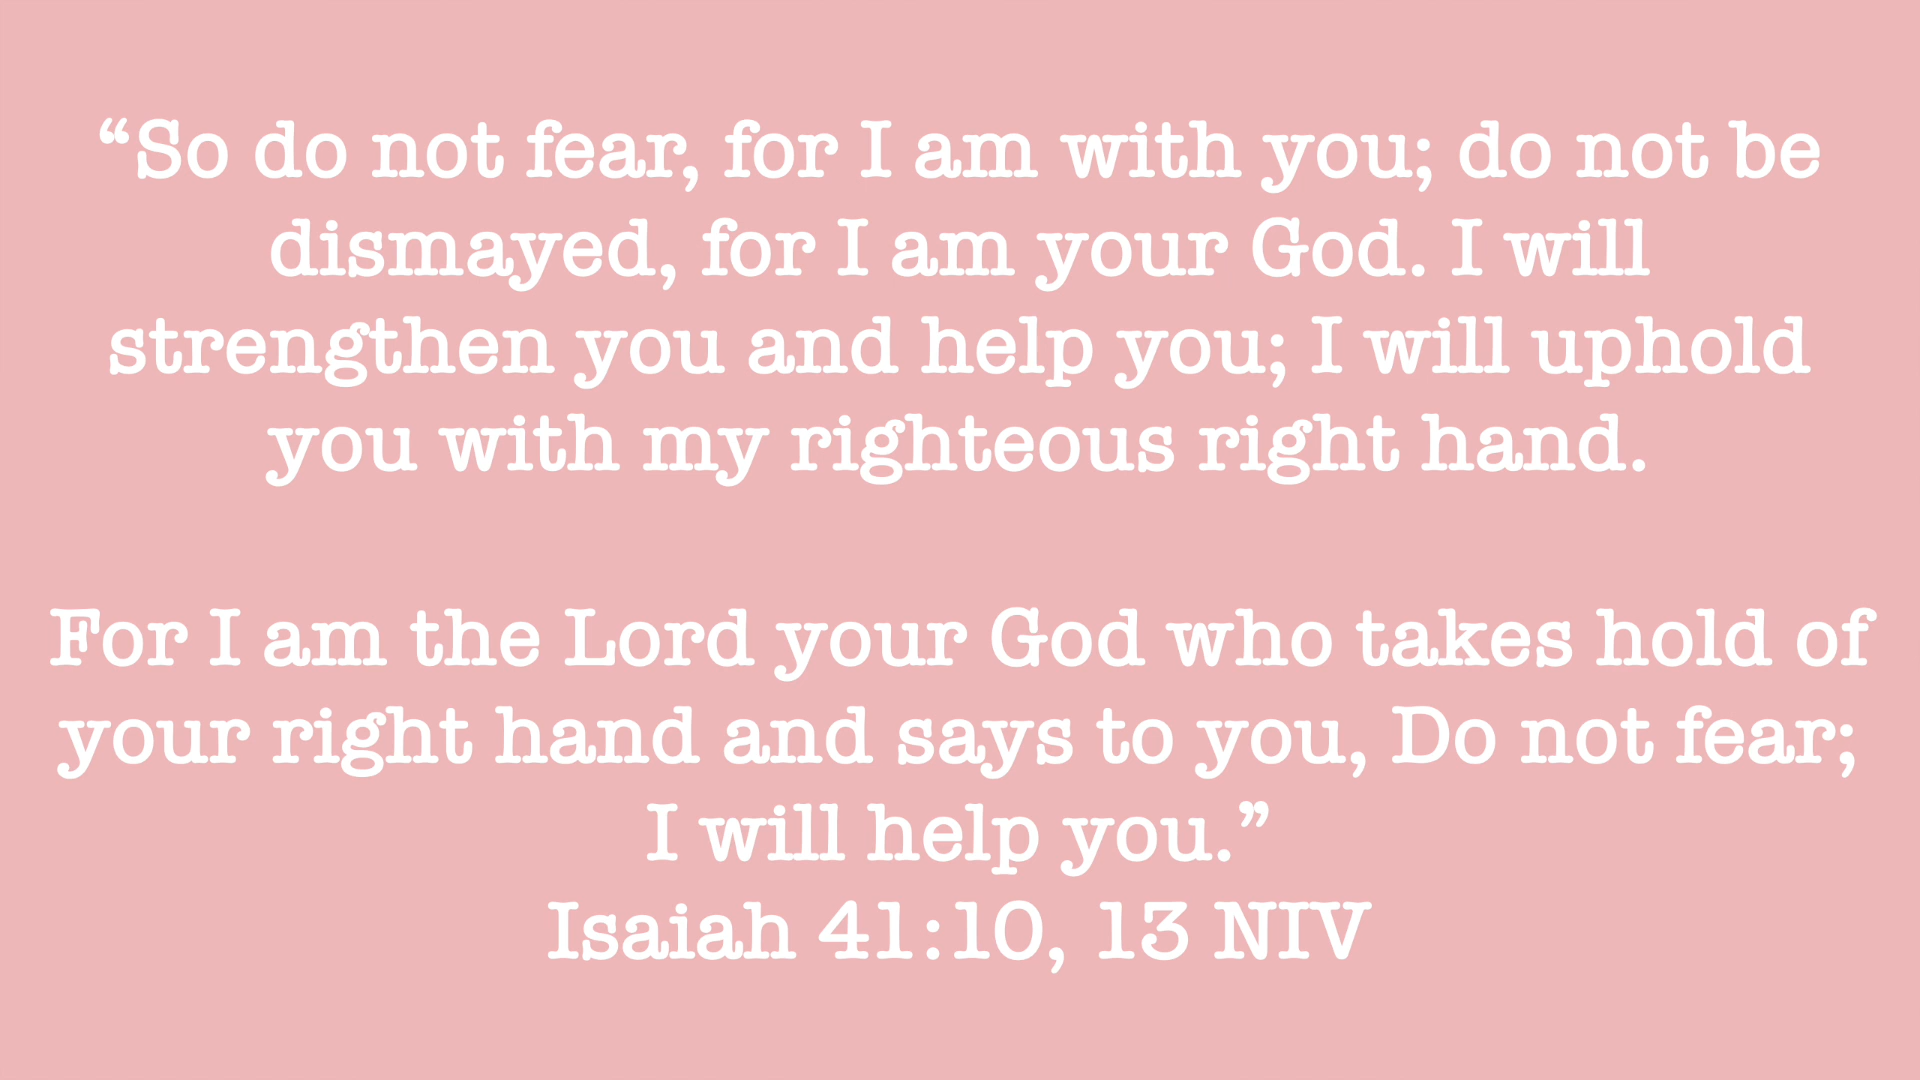 “So do not fear, for I am with you; do not be
dismayed, for I am your God. I will
strengthen you and help you; I will uphold
you with my righteous right hand.
For I am the Lord your God who takes hold of
your right hand and says to you, Do not fear;
I will help you.”
Isaiah 41:10, 13 NIV